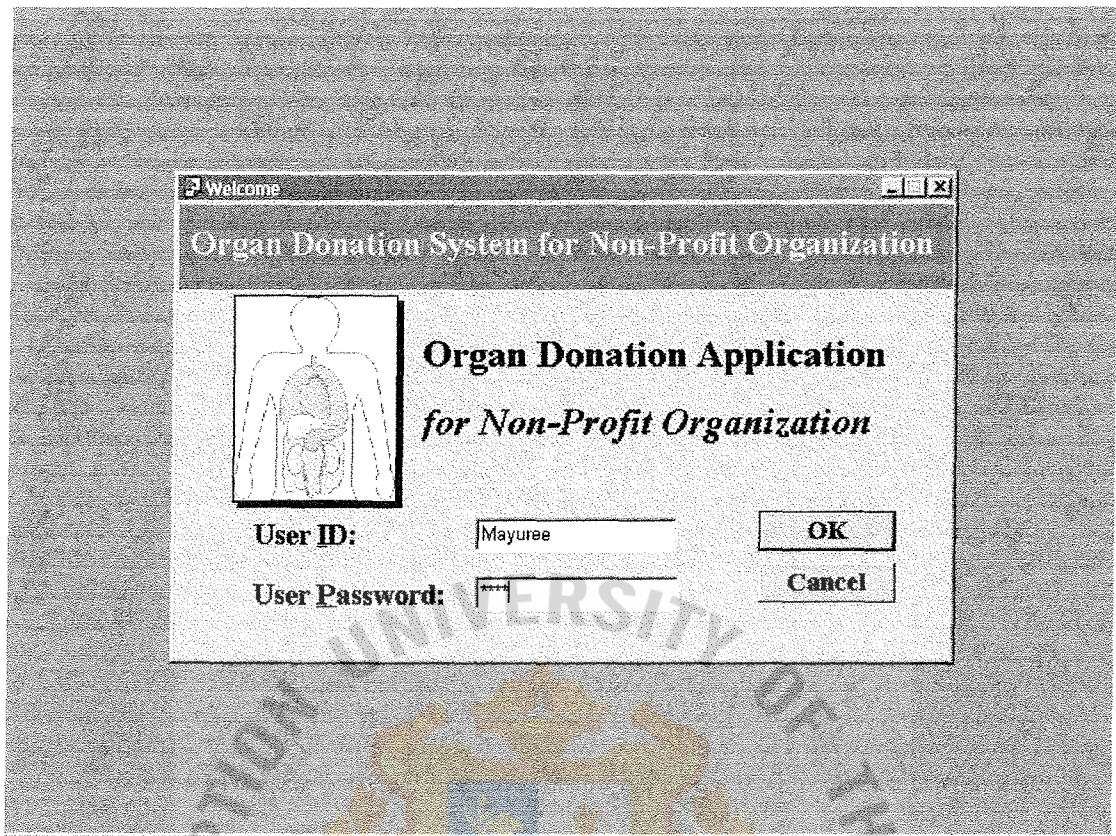 Welcome
Organ Donation System for Non-Profit Organization
Organ Donation Application
for Non-Profit Organization
User ID:
Mayuree
OK
User Password:
****
Cancel
UNIVERSITY OF